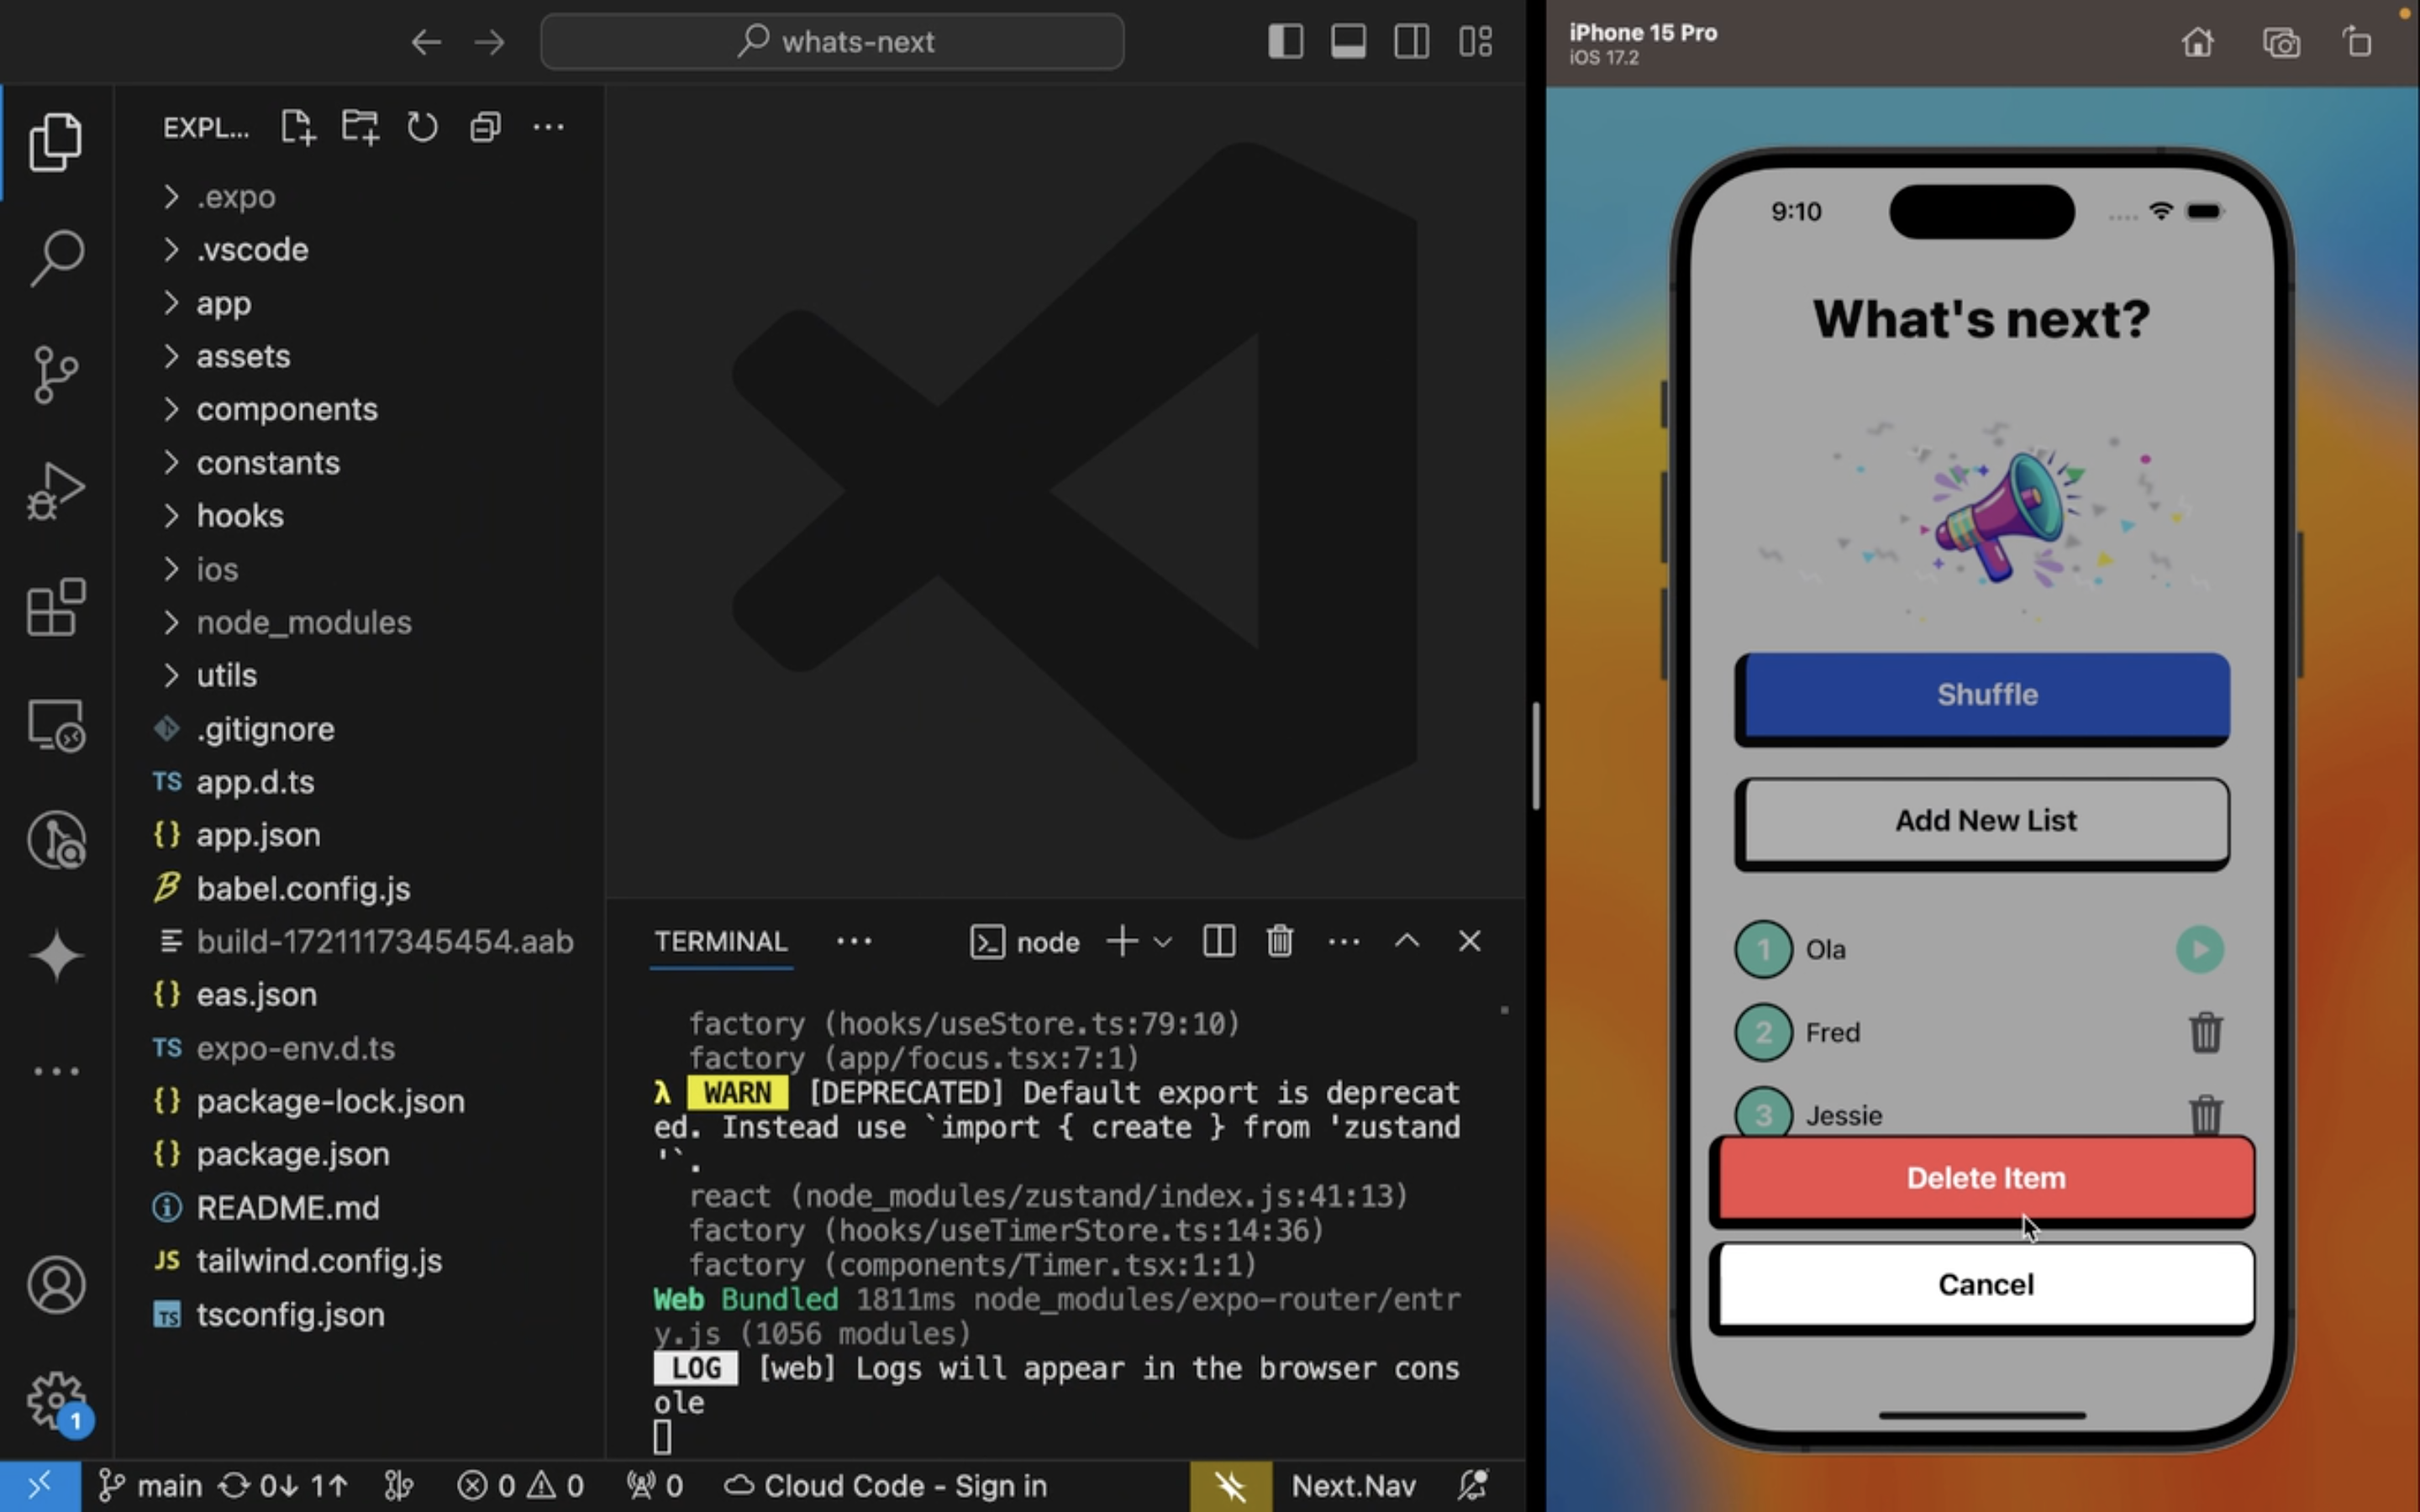 whats-next
EXPL...
.expo
.vscode
app
assets
components
constants
hooks
ios
node_modules
utils
.gitignore
TS app.d.ts
{} app.json
babel.config.js
build-1721117345454.aab
{} eas.json
TS expo-env.d.ts
{} package-lock.json
{} package.json
README.md
JS tailwind.config.js
TS tsconfig.json
1
TERMINAL
node
factory (hooks/useStore.ts:79:10)
factory (app/focus.tsx:7:1)
λ WARN [DEPRECATED] Default export is deprecat
ed. Instead use `import { create } from 'zustand
'`.
react (node_modules/zustand/index.js:41:13)
factory (hooks/useTimerStore.ts:14:36)
factory (components/Timer.tsx:1:1)
Web Bundled 1811ms node_modules/expo-router/entr
y.js (1056 modules)
LOG [web] Logs will appear in the browser cons
ole
main 0↓ 1↑ 0 0 0 Cloud Code - Sign in Next.Nav
iPhone 15 Pro
iOS 17.2
9:10
What's next?
Shuffle
Add New List
1 Ola
2 Fred
3 Jessie
Delete Item
Cancel